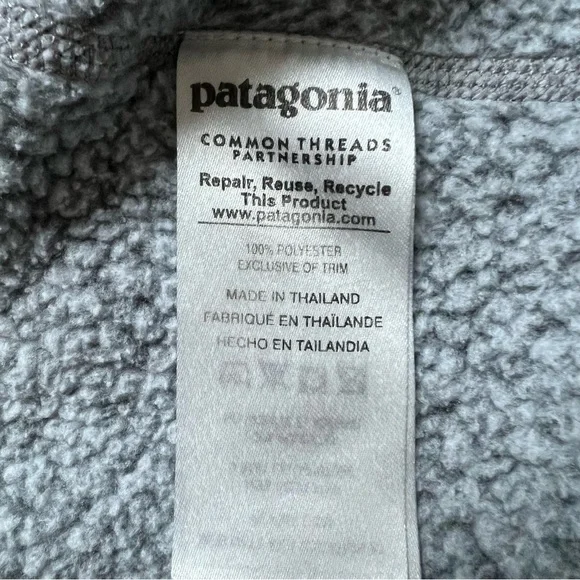 patagonia®
COMMON THREADS
PARTNERSHIP
Repair, Reuse, Recycle
This Product
www.patagonia.com
100% POLYESTER
EXCLUSIVE OF TRIM
MADE IN THAILAND
FABRIQUÉ EN THAÏLANDE
HECHO EN TAILANDIA